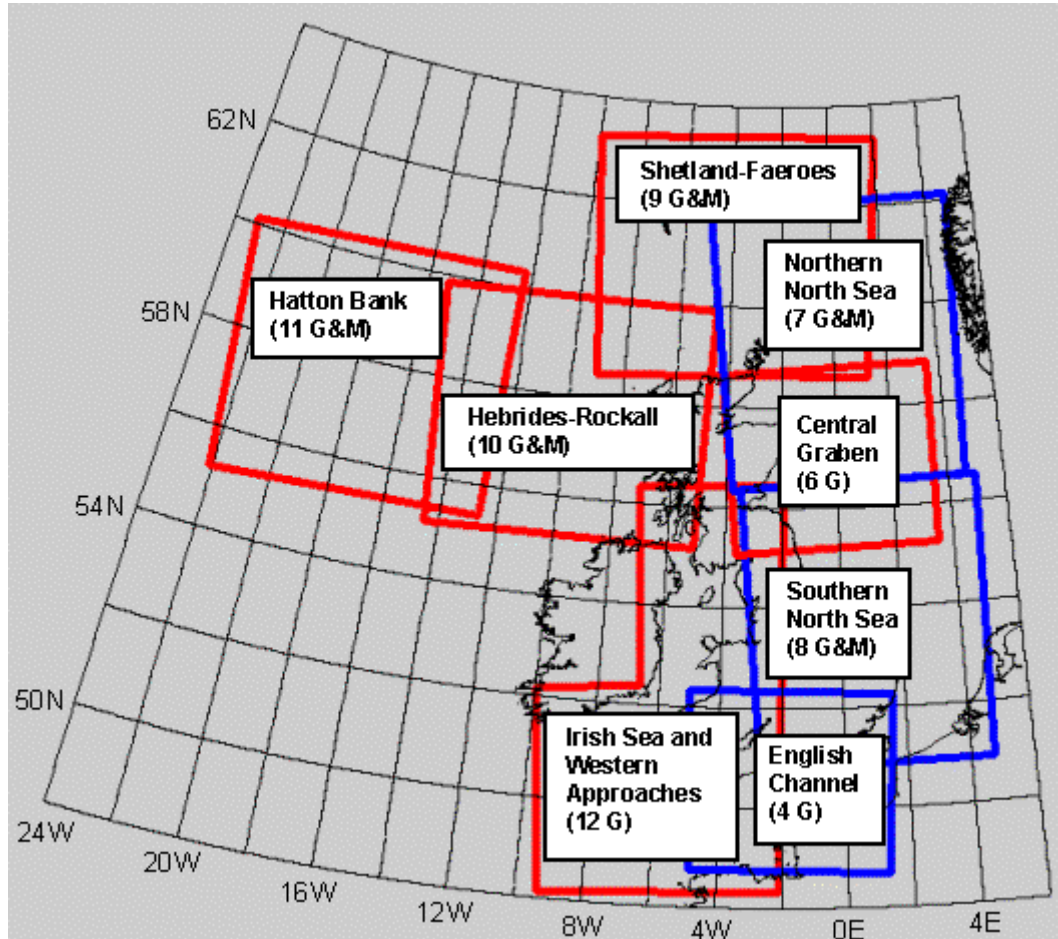 62N
Shetland-Faeroes
(9 G&M)
Northern
North Sea
(7 G&M)
Hatton Bank
(11 G&M)
58N
Hebrides-Rockall
(10 G&M)
Central
Graben
(6 G)
54N
Southern
North Sea
(8 G&M)
50N
Irish Sea and
Western
Approaches
(12 G)
English
Channel
(4 G)
24W
20W
16W
12W
8W
4W
0E
4E